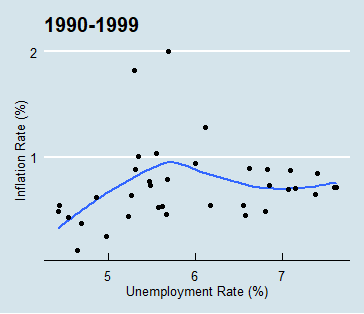 1990-1999
2
1
Inflation Rate (%)
5 6 7
Unemployment Rate (%)